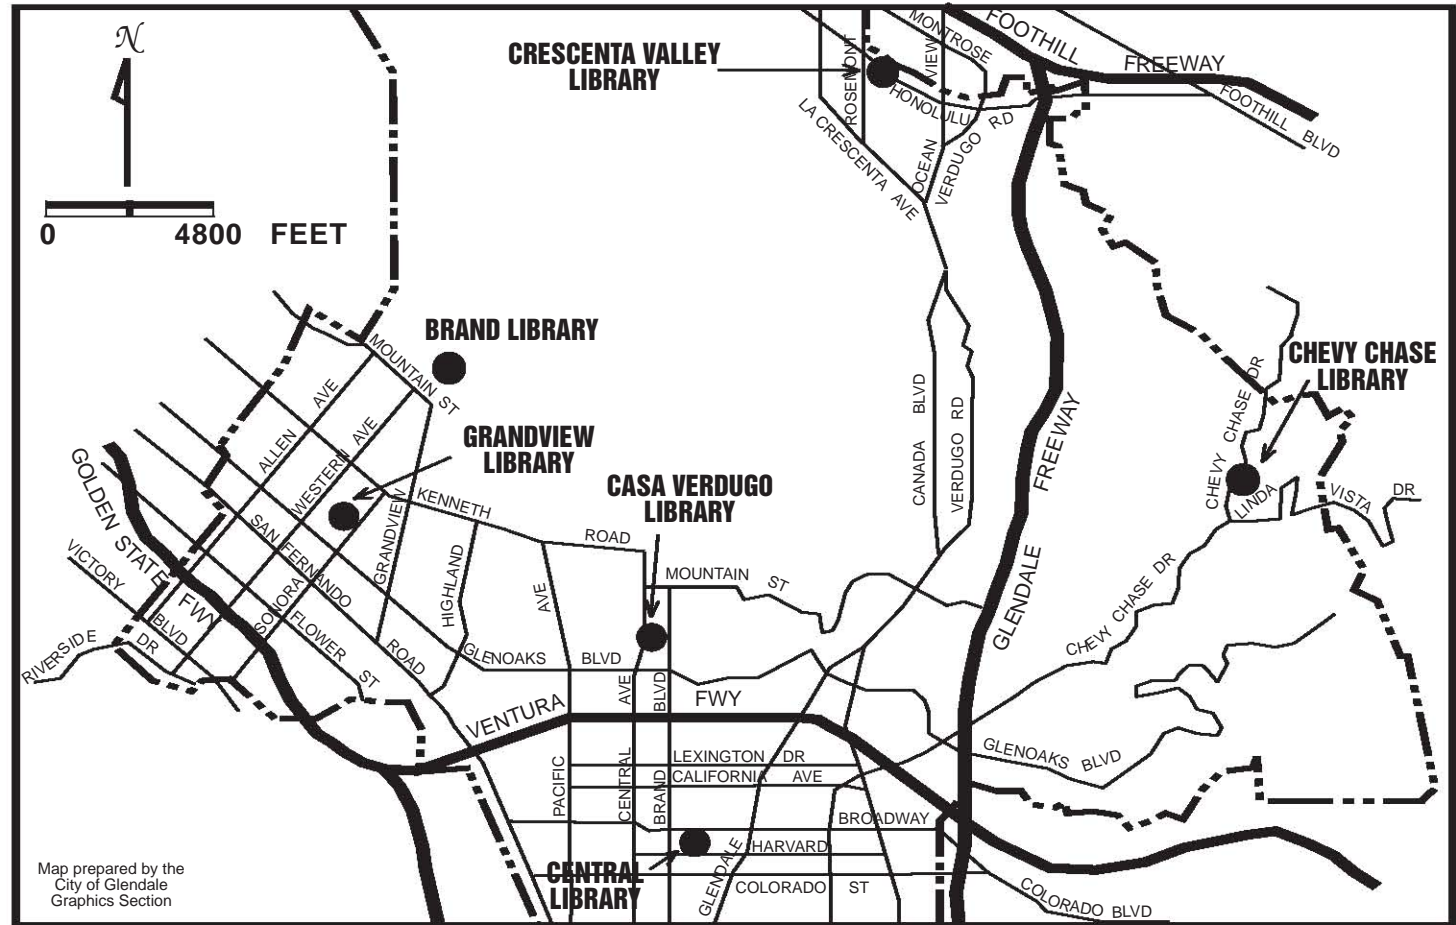 N
0 4800 FEET
CRESCENTA VALLEY
LIBRARY
ROSEMONT
MONTROSE
OCEAN VIEW
FOOTHILL FREEWAY
FOOTHILL BLVD
HONOLULU RD
LA CRESCENTA AVE
VERDUGO
BRAND LIBRARY
MOUNTAIN ST
ALLEN AVE
WESTERN AVE
GRANDVIEW
LIBRARY
CASA VERDUGO
LIBRARY
CHEVY CHASE
LIBRARY
CHEVY CHASE DR
LINDA VISTA DR
CANADA BLVD
VERDUGO RD
GLENDALE FREEWAY
GOLDEN STATE FWY
SAN FERNANDO ROAD
GRANDVIEW
KENNETH ROAD
HIGHLAND AVE
MOUNTAIN ST
VICTORY BLVD
SONORA
FLOWER ST
RIVERSIDE DR
GLENOAKS BLVD
CHEVY CHASE DR
VENTURA FWY
PACIFIC
CENTRAL AVE
BRAND BLVD
LEXINGTON DR
CALIFORNIA AVE
GLENOAKS BLVD
BROADWAY
HARVARD
GLENDALE
COLORADO ST
COLORADO BLVD
CENTRAL
LIBRARY
Map prepared by the
City of Glendale
Graphics Section